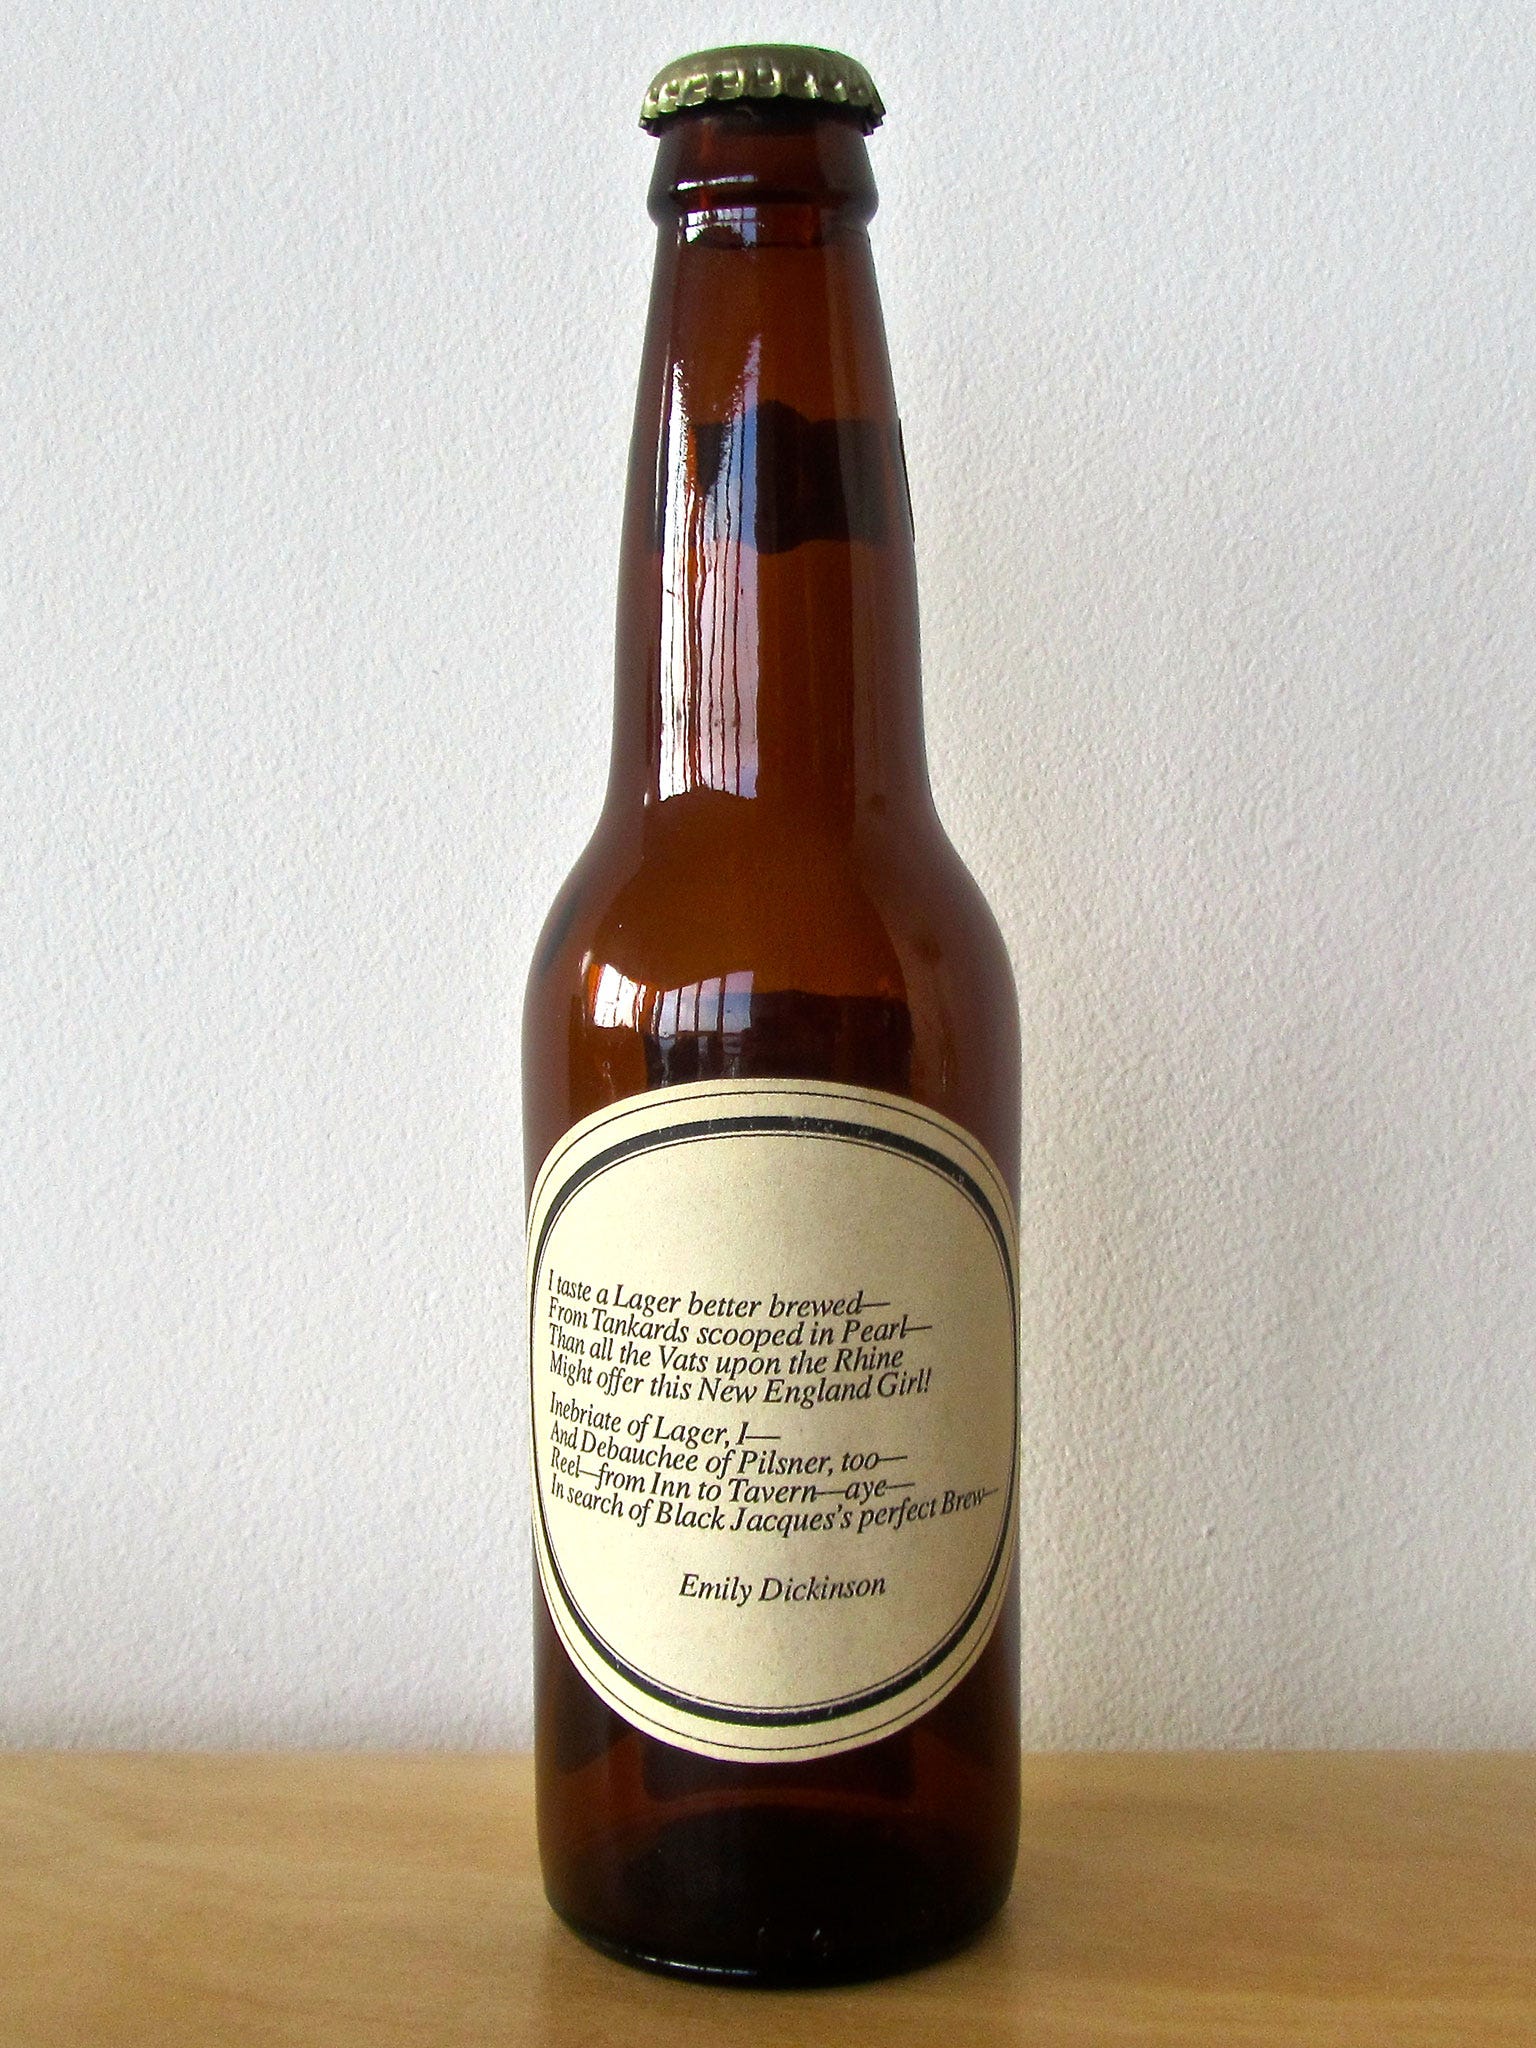 I taste a Lager better brewed—
From Tankards scooped in Pearl—
Than all the Vats upon the Rhine
Might offer this New England Girl!
Inebriate of Lager, I—
And Debauchee of Pilsner, too—
Reel—from Inn to Tavern—aye—
In search of Black Jacques's perfect Brew—
Emily Dickinson